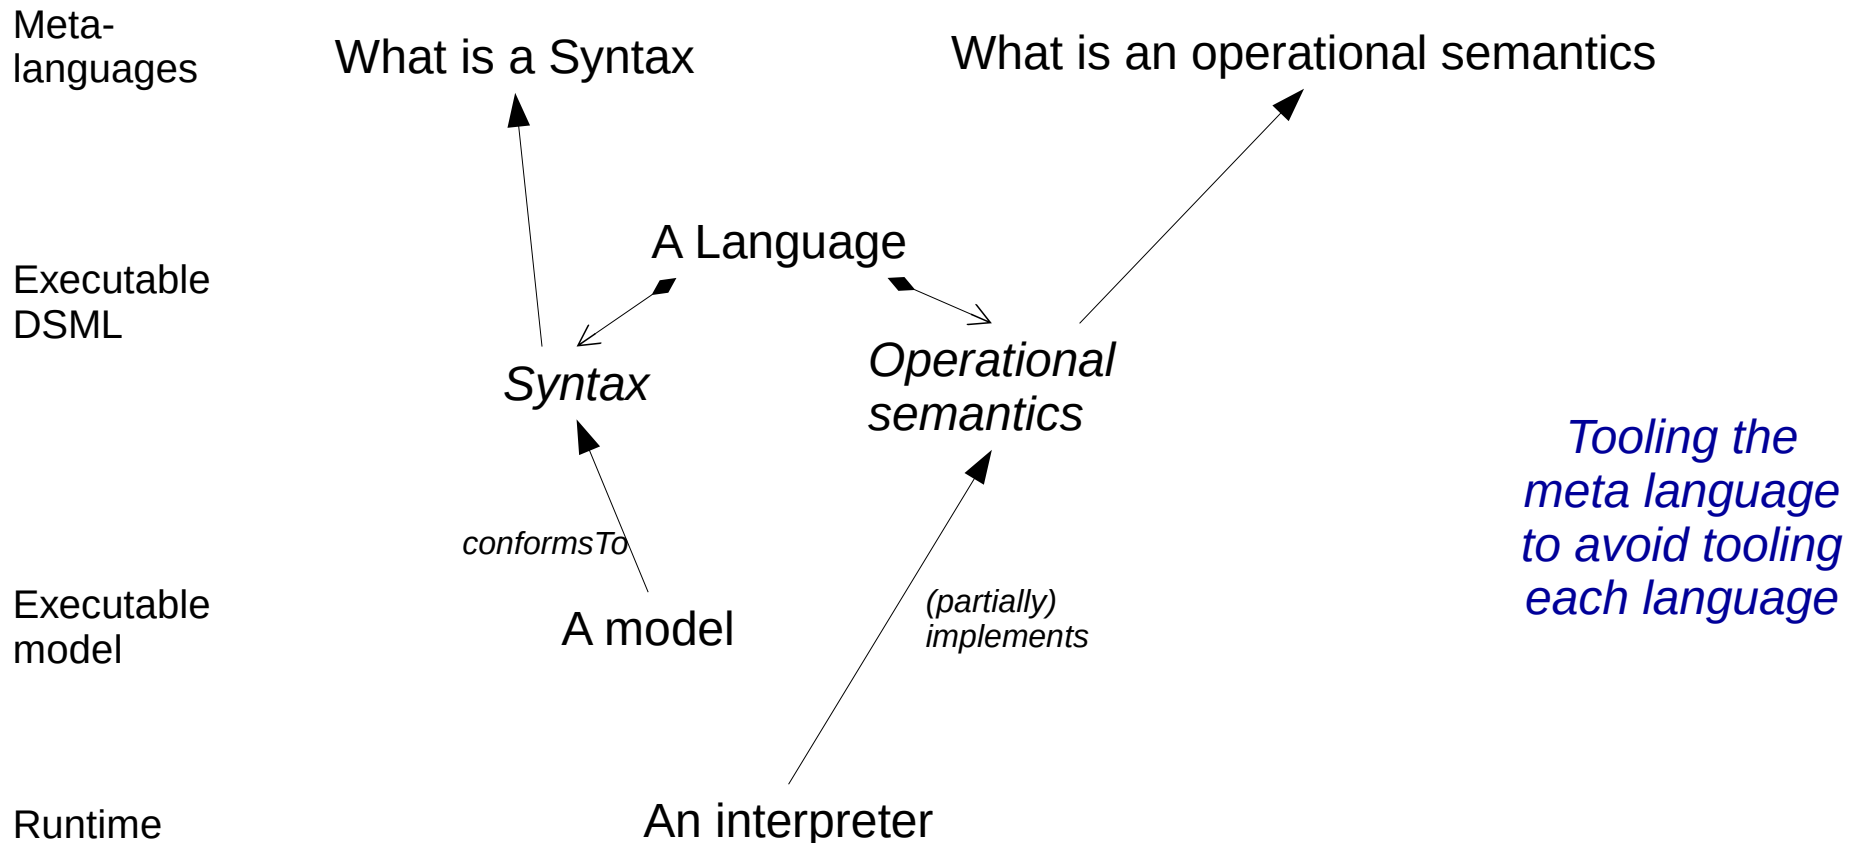 Meta-
languages
What is a Syntax
What is an operational semantics
A Language
Executable
DSML
Syntax
Operational
semantics
Tooling the
meta language
to avoid tooling
each language
conformsTo
Executable
model
A model
(partially)
implements
Runtime
An interpreter